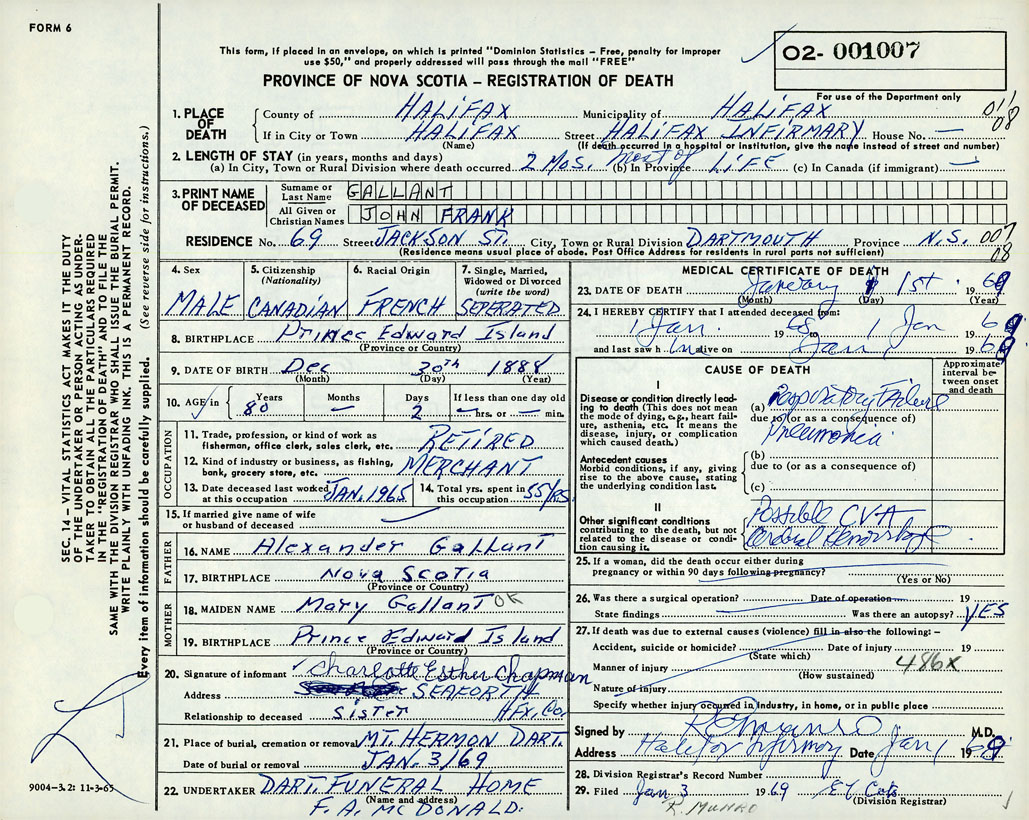 FORM 6
This form, if placed in an envelope, on which is printed "Dominion Statistics – Free, penalty for improper
use $50," and properly addressed will pass through the mail "FREE"
PROVINCE OF NOVA SCOTIA – REGISTRATION OF DEATH
02- 001007
For use of the Department only
011
08
1. PLACE OF DEATH
County of HALIFAX Municipality of HALIFAX
If in City or Town HALIFAX Street HALIFAX INFIRMARY House No. —
(Name) (If death occurred in a hospital or institution, give the name instead of street and number)
2. LENGTH OF STAY (in years, months and days)
(a) In City, Town or Rural Division where death occurred 2 MOS. (b) In Province most of LIFE (c) In Canada (if immigrant) —
3. PRINT NAME OF DECEASED
Surname or Last Name GALLANT
All Given or Christian Names JOHN FRANK
RESIDENCE No. 69 Street JACKSON ST. City, Town or Rural Division DARTMOUTH Province N.S. 007
08
(Residence means usual place of abode. Post Office Address for residents in rural parts not sufficient)
4. Sex MALE
5. Citizenship (Nationality) CANADIAN
6. Racial Origin FRENCH
7. Single, Married, Widowed or Divorced (write the word) SEPERATED
8. BIRTHPLACE Prince Edward Island
(Province or Country)
9. DATE OF BIRTH Dec 30th 1888
(Month) (Day) (Year)
10. AGE in Years 80 Months — Days 2 If less than one day old — hrs. or — min.
OCCUPATION
11. Trade, profession, or kind of work as
fisherman, office clerk, sales clerk, etc. RETIRED
12. Kind of industry or business, as fishing,
bank, grocery store, etc. MERCHANT
13. Date deceased last worked
at this occupation JAN. 1965
14. Total yrs. spent in
this occupation 55 YRS
15. If married give name of wife
or husband of deceased
FATHER
16. NAME Alexander Gallant
17. BIRTHPLACE Nova Scotia
(Province or Country)
MOTHER
18. MAIDEN NAME Mary Gallant OK
19. BIRTHPLACE Prince Edward Island
(Province or Country)
20. Signature of informant Charlotte Esther Chapman
Address SEAFORTH
HFX. Co.
Relationship to deceased Sister
21. Place of burial, cremation or removal MT. HERMON DART.
Date of burial or removal JAN. 3/69
22. UNDERTAKER DART. FUNERAL HOME
(Name and address)
F. A. McDONALD.
MEDICAL CERTIFICATE OF DEATH
23. DATE OF DEATH January 1st 1969
(Month) (Day) (Year)
24. I HEREBY CERTIFY that I attended deceased from:
1 Jan. 1968 1 Jan 69
and last saw him alive on Jan 1 1969
CAUSE OF DEATH
Approximate interval between onset and death
I
Disease or condition directly leading to death (This does not mean the mode of dying, e.g., heart failure, asthenia, etc. It means the disease, injury, or complication which caused death.)
(a) Respiratory Failure
due to (or as a consequence of)
Pneumonia
Antecedent causes
Morbid conditions, if any, giving rise to the above cause, stating the underlying condition last.
(b)
due to (or as a consequence of)
(c)
II
Other significant conditions contributing to the death, but not related to the disease or condition causing it.
Possible CVA
Cerebral Hemorrhage
25. If a woman, did the death occur either during
pregnancy or within 90 days following pregnancy?
(Yes or No)
26. Was there a surgical operation? Date of operation 19
State findings Was there an autopsy? YES
27. If death was due to external causes (violence) fill in also the following: –
Accident, suicide or homicide? Date of injury 19
(State which)
Manner of injury 486X
(How sustained)
Nature of injury
Specify whether injury occurred in industry, in home, or in public place
Signed by M.D.
Address Halifax Infirmary Date Jan 1 1969
28. Division Registrar's Record Number
29. Filed Jan 3 1969
(Division Registrar)
R. MUNRO
SEC. 14 – VITAL STATISTICS ACT MAKES IT THE DUTY
OF THE UNDERTAKER OR PERSON ACTING AS UNDER-
TAKER TO OBTAIN ALL THE PARTICULARS REQUIRED
IN THE "REGISTRATION OF DEATH" AND TO FILE THE
SAME WITH THE DIVISION REGISTRAR WHO SHALL ISSUE THE BURIAL PERMIT.
WRITE PLAINLY WITH UNFADING INK. THIS IS A PERMANENT RECORD.
Every item of information should be carefully supplied. (See reverse side for instructions.)
9004-3.2: 11-3-65